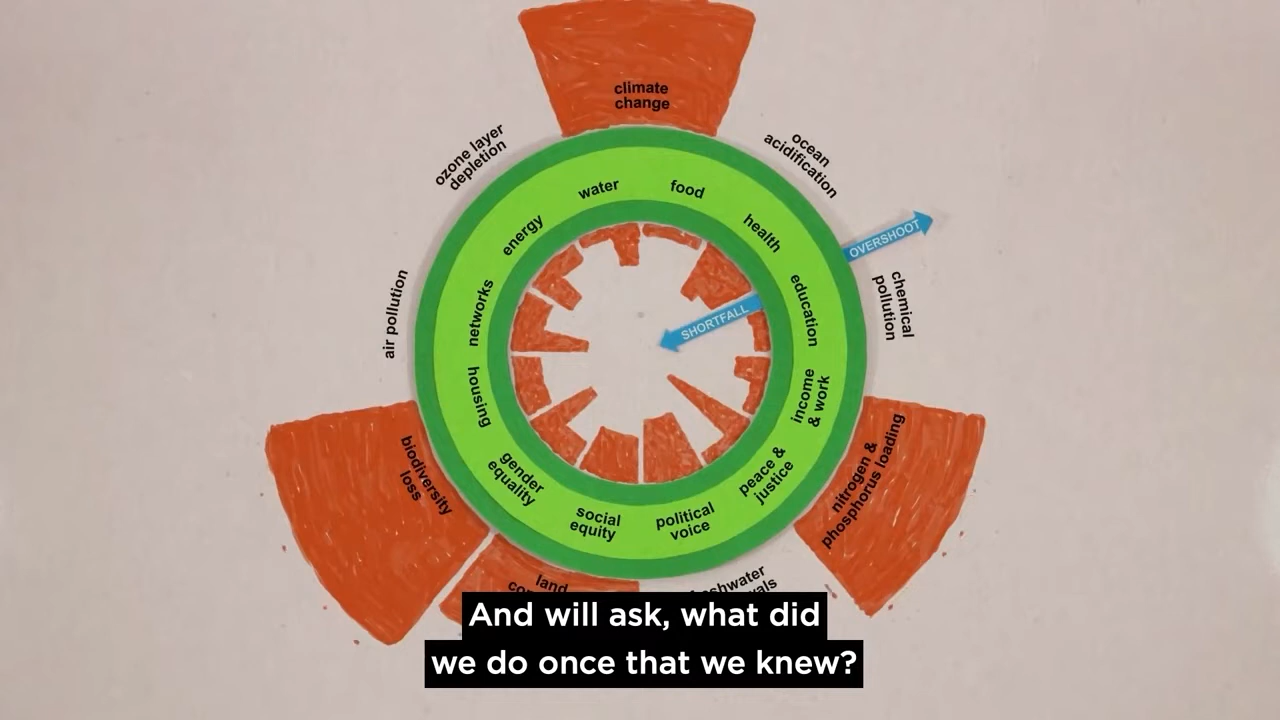 climate
change
ozone layer
depletion
ocean
acidification
water
food
energy
health
OVERSHOOT
air pollution
networks
SHORTFALL
education
chemical
pollution
housing
income
& work
biodiversity
loss
gender
equality
social
equity
political
voice
peace &
justice
nitrogen &
phosphorus loading
land
And will ask, what did
we do once that we knew?